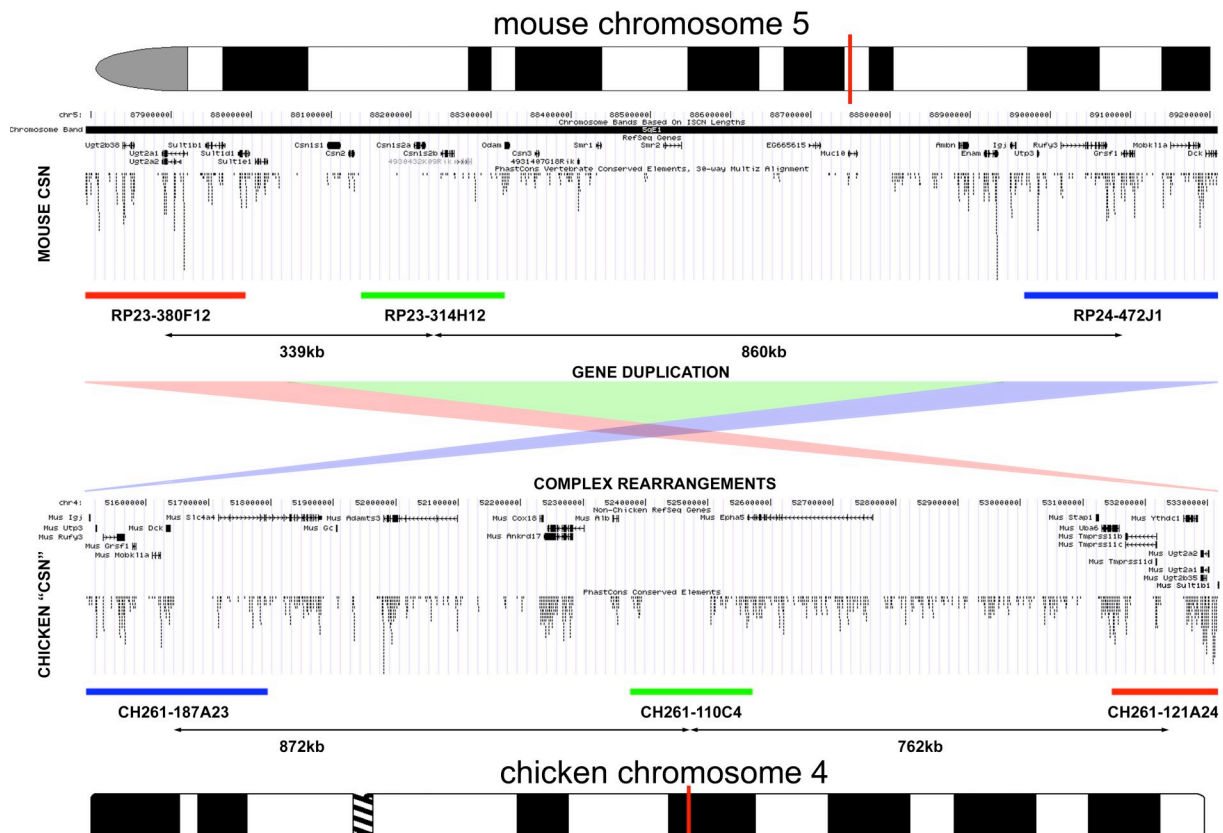 mouse chromosome 5
chr5: 87900000 88000000 88100000 88200000 88300000 88400000 88500000 88600000 88700000 88800000 88900000 89000000 89100000 89200000
Chromosome Bands Based On ISCN Lengths
Chromosome Band 5qE1
RefSeq Genes
Ugt2b38 Sult1b1 Csn1s1 Csn1s2a Odam Smr1 Smr2 EG665615 Ambn Igj Rufy3 Mobkl1a
Ugt2a1 Sult1d1 Csn2 Csn1s2b Csn3 Muc10 Enam Utp3 Grsf1 Dck
Ugt2a2 Sult1e1 4930432K09Rik 4931407G18Rik
PhastCons Vertebrate Conserved Elements, 30-way Multiz Alignment
MOUSE CSN
RP23-380F12 RP23-314H12 RP24-472J1
339kb 860kb
GENE DUPLICATION
COMPLEX REARRANGEMENTS
chr4: 51600000 51700000 51800000 51900000 52000000 52100000 52200000 52300000 52400000 52500000 52600000 52700000 52800000 52900000 53000000 53100000 53200000 53300000
Non-Chicken RefSeq Genes
Mus Igj Mus Slc4a4 Mus Adamts3 Mus Cox18 Mus Alb Mus Epha5 Mus Stap1 Mus Ythdc1
Mus Utp3 Mus Dck Mus Gc Mus Ankrd17 Mus Uba6
Mus Rufy3 Mus Tmprss11b
Mus Grsf1 Mus Tmprss11c Mus Ugt2a2
Mus Mobkl1a Mus Tmprss11d Mus Ugt2a1
Mus Ugt2b35
Mus Sult1b1
PhastCons Conserved Elements
CHICKEN “CSN”
CH261-187A23 CH261-110C4 CH261-121A24
872kb 762kb
chicken chromosome 4